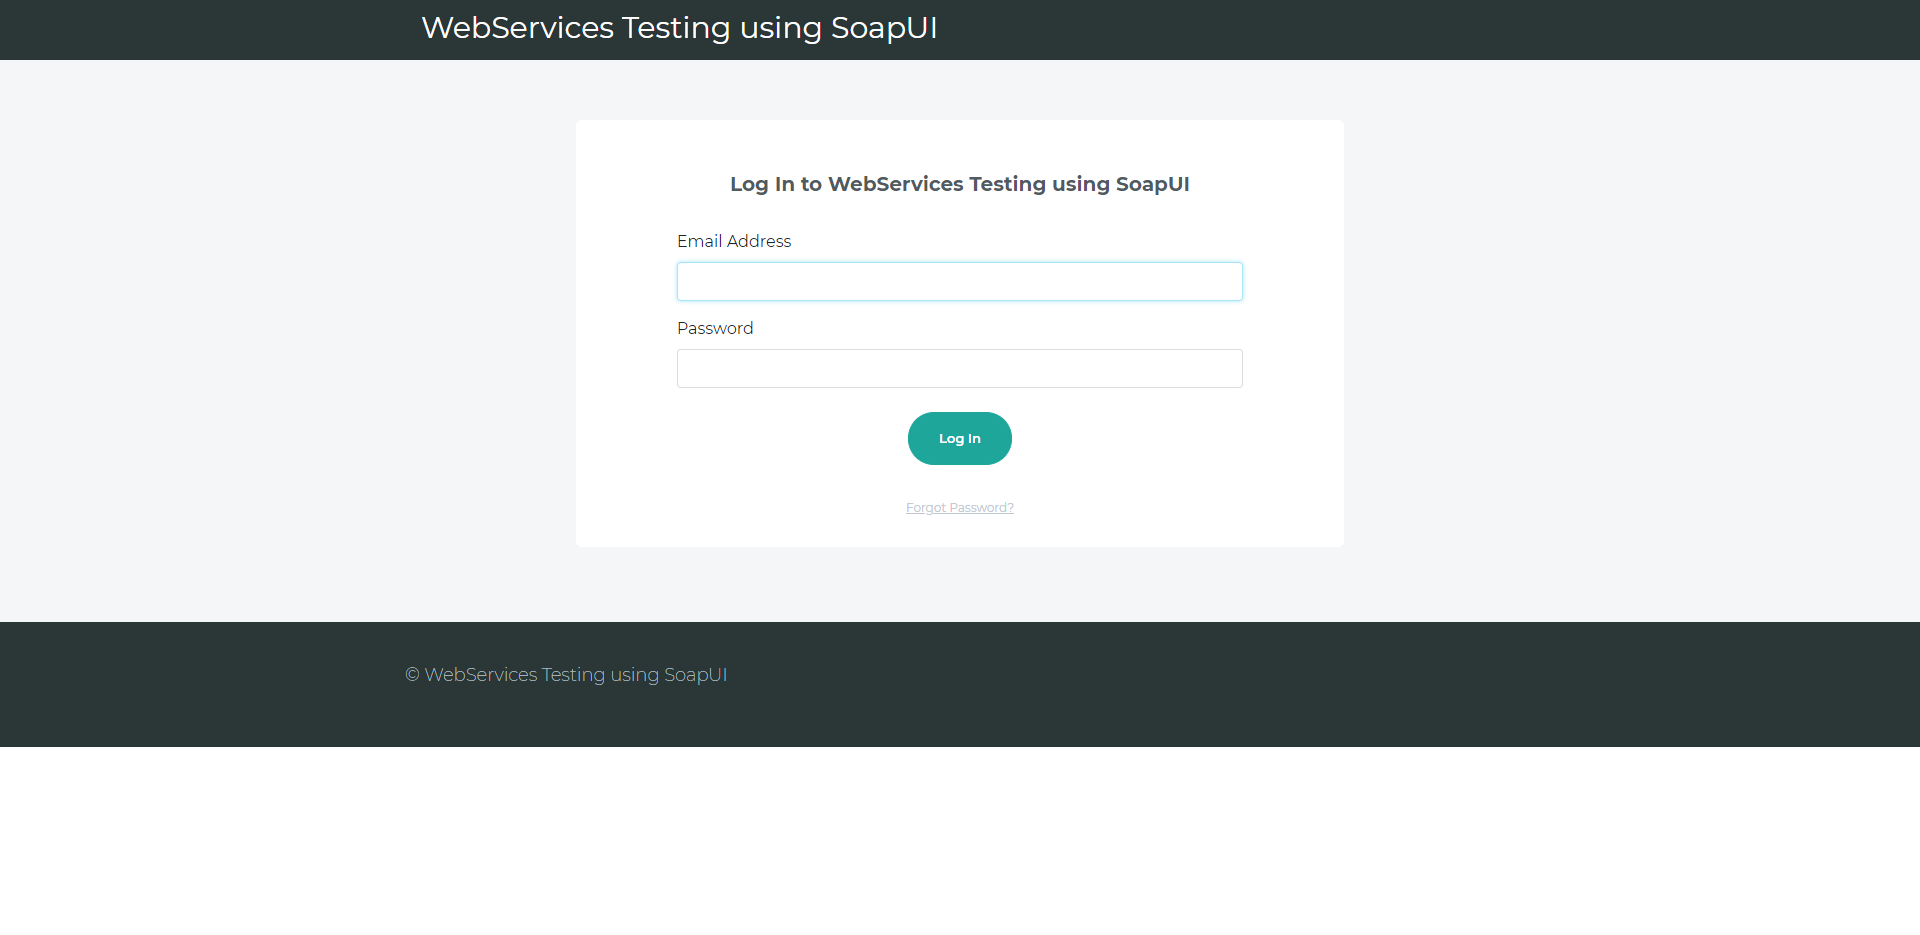 WebServices Testing using SoapUI
Log In to WebServices Testing using SoapUI
Email Address
Password
Log In
Forgot Password?
© WebServices Testing using SoapUI